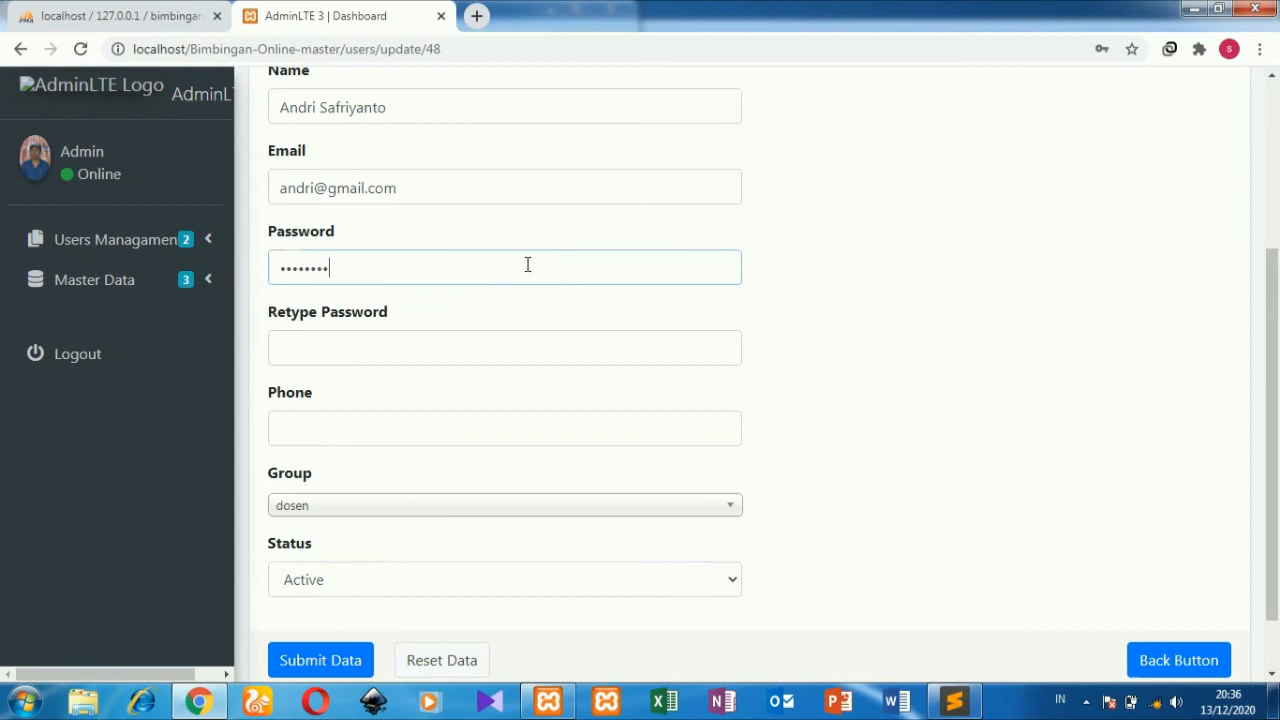 localhost / 127.0.0.1 / bimbingan
AdminLTE 3 | Dashboard
localhost/Bimbingan-Online-master/users/update/48
S
AdminLTE Logo
AdminL
Admin
Online
Users Managamen 2
Master Data 3
Logout
Name
Andri Safriyanto
Email
andri@gmail.com
Password
••••••••
Retype Password
Phone
Group
dosen
Status
Active
Submit Data
Reset Data
Back Button
IN
20:36
13/12/2020